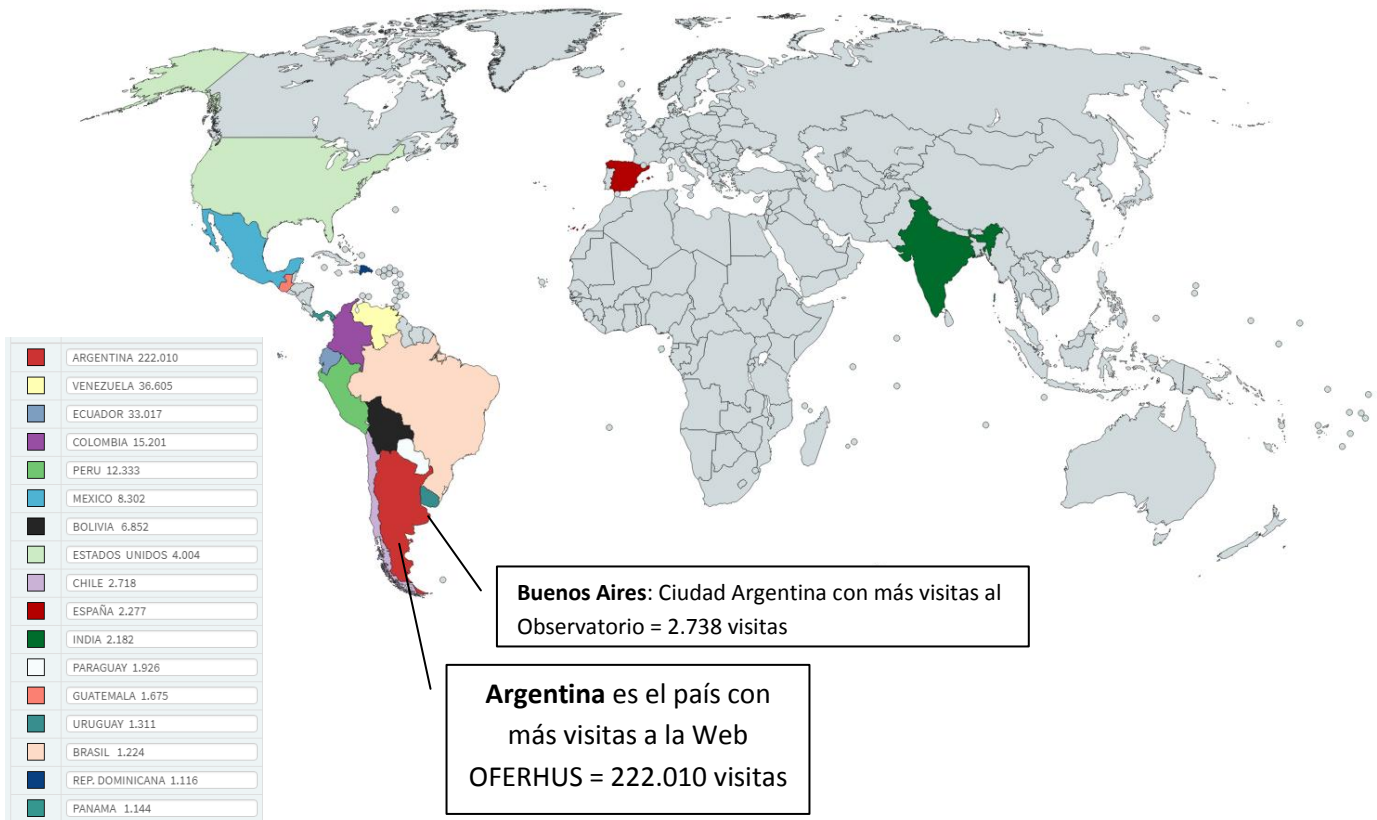 ARGENTINA 222.010
VENEZUELA 36.605
ECUADOR 33.017
COLOMBIA 15.201
PERU 12.333
MEXICO 8.302
BOLIVIA 6.852
ESTADOS UNIDOS 4.004
CHILE 2.718
ESPAÑA 2.277
INDIA 2.182
PARAGUAY 1.926
GUATEMALA 1.675
URUGUAY 1.311
BRASIL 1.224
REP. DOMINICANA 1.116
PANAMA 1.144
Buenos Aires: Ciudad Argentina con más visitas al
Observatorio = 2.738 visitas
Argentina es el país con
más visitas a la Web
OFERHUS = 222.010 visitas